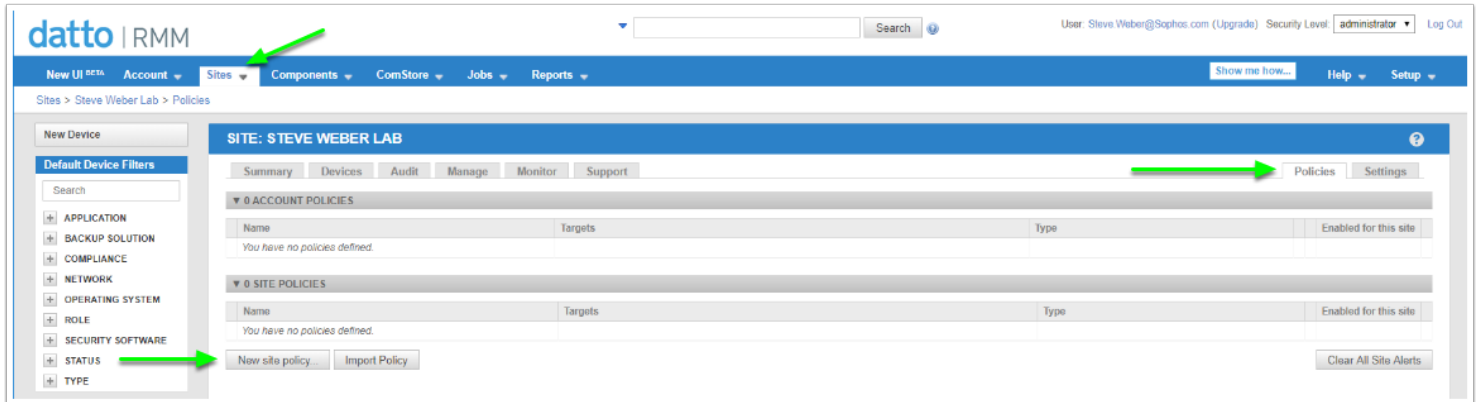 datto | RMM
Search
User: Steve.Weber@Sophos.com (Upgrade) Security Level: administrator Log Out
New UI BETA Account Sites Components ComStore Jobs Reports Show me how... Help Setup
Sites > Steve Weber Lab > Policies
New Device
SITE: STEVE WEBER LAB
Default Device Filters
Summary Devices Audit Manage Monitor Support Policies Settings
Search
▼ 0 ACCOUNT POLICIES
APPLICATION
Name Targets Type Enabled for this site
BACKUP SOLUTION
You have no policies defined.
COMPLIANCE
NETWORK
▼ 0 SITE POLICIES
OPERATING SYSTEM
Name Targets Type Enabled for this site
ROLE
You have no policies defined.
SECURITY SOFTWARE
STATUS
New site policy... Import Policy Clear All Site Alerts
TYPE